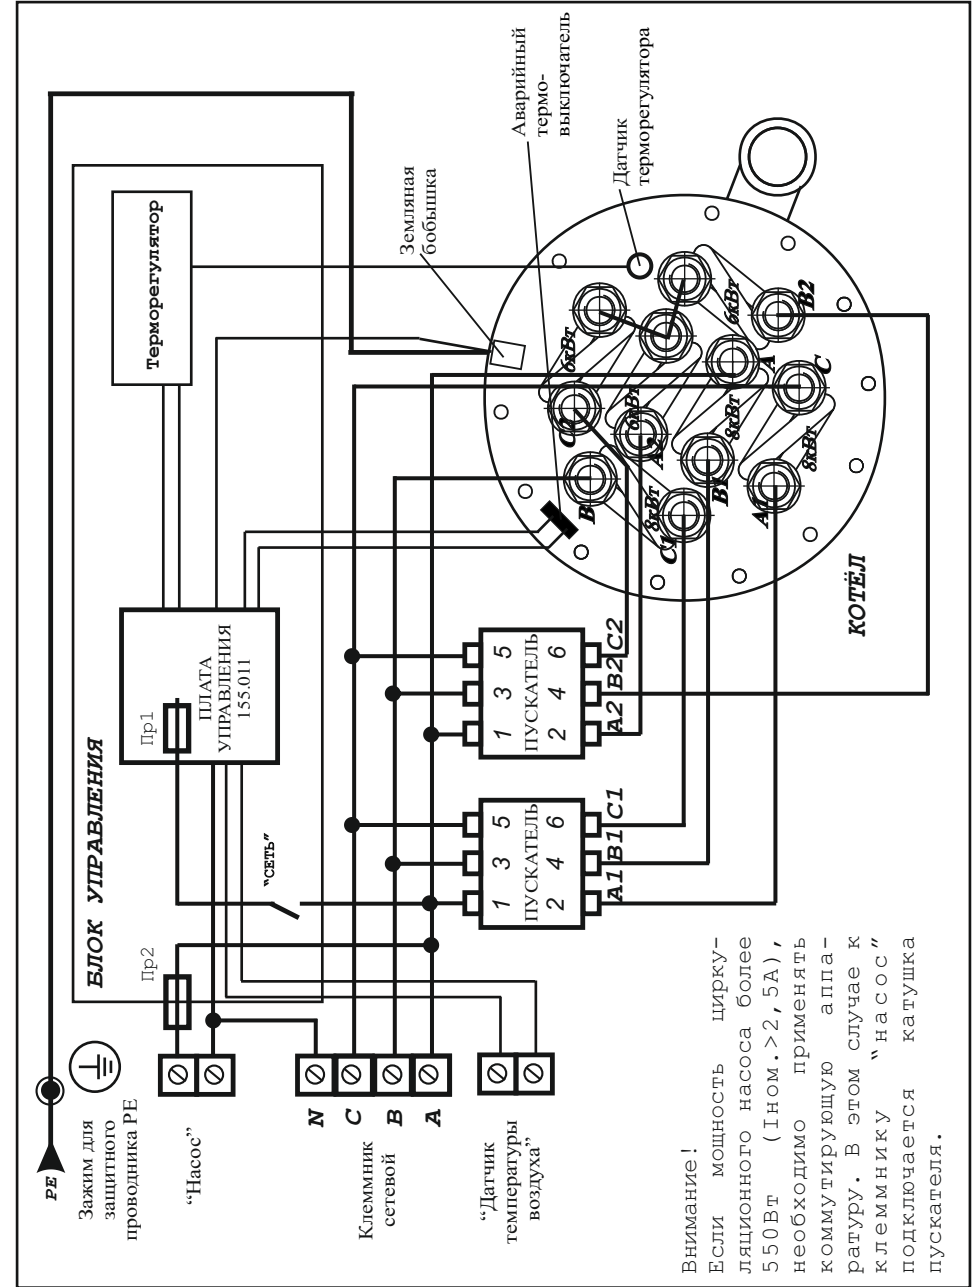 PE
Зажим для
защитного
проводника PE
"Насос"
N
C
B
A
Клеммник
сетевой
"Датчик
температуры
воздуха"
БЛОК УПРАВЛЕНИЯ
Пр2
Пр1
"СЕТЬ"
ПЛАТА
УПРАВЛЕНИЯ
155.011
Терморегулятор
Земляная
бобышка
Аварийный
термо-
выключатель
Датчик
терморегулятора
1 3 5
ПУСКАТЕЛЬ
2 4 6
A1 B1 C1
1 3 5
ПУСКАТЕЛЬ
2 4 6
A2 B2 C2
B
C2
6кВт
8кВт
A2
6кВт
C1
B1
8кВт
A
6кВт
B2
A1
8кВт
C
КОТЁЛ
Внимание!
Если мощность цирку-
ляционного насоса более
550Вт (Iном.>2,5А),
необходимо применять
коммутирующую аппа-
ратуру. В этом случае к
клеммнику "насос"
подключается катушка
пускателя.